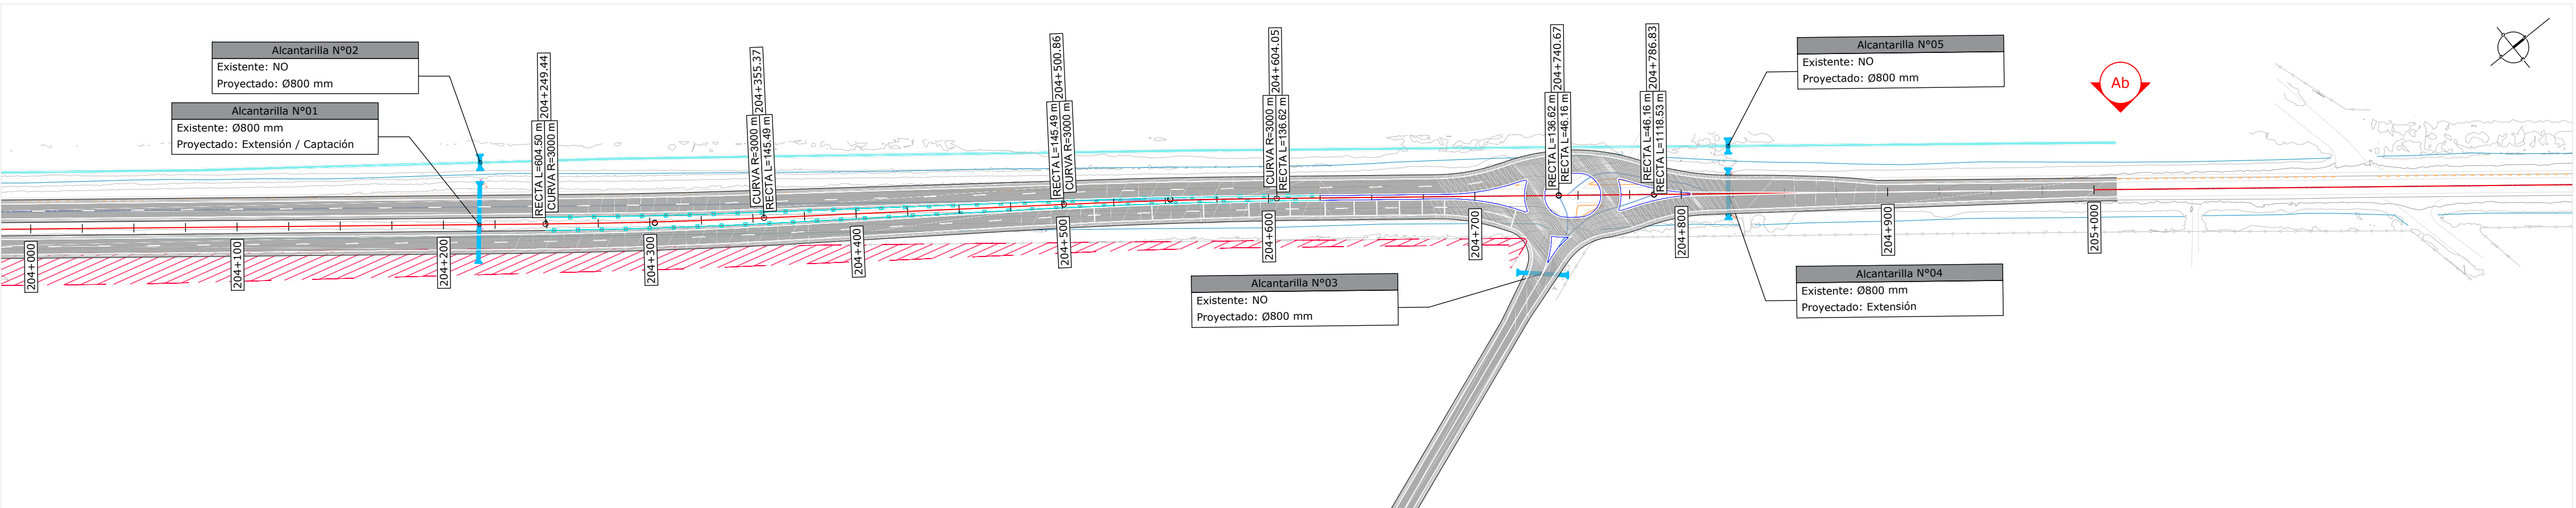 Alcantarilla N°02
Existente: NO
Proyectado: Ø800 mm
Alcantarilla N°01
Existente: Ø800 mm
Proyectado: Extensión / Captación
204+249.44
RECTA L=604.50 m
CURVA R=3000 m
204+355.37
CURVA R=3000 m
RECTA L=145.49 m
204+500.86
RECTA L=145.49 m
CURVA R=3000 m
204+604.05
CURVA R=3000 m
RECTA L=136.62 m
204+740.67
RECTA L=136.62 m
RECTA L=46.16 m
204+786.83
RECTA L=46.16 m
RECTA L=1118.53 m
Alcantarilla N°05
Existente: NO
Proyectado: Ø800 mm
Ab
204+000
204+100
204+200
204+300
204+400
204+500
204+600
204+700
204+800
204+900
205+000
Alcantarilla N°03
Existente: NO
Proyectado: Ø800 mm
Alcantarilla N°04
Existente: Ø800 mm
Proyectado: Extensión